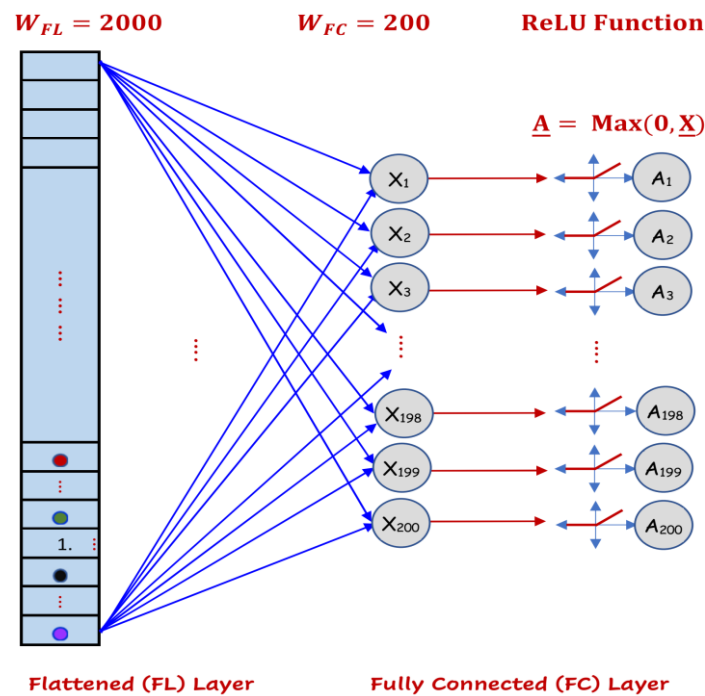 W_FL = 2000
W_FC = 200
ReLU Function
A = Max(0, X)
X1
A1
X2
A2
X3
A3
X198
A198
X199
A199
1.
X200
A200
Flattened (FL) Layer
Fully Connected (FC) Layer